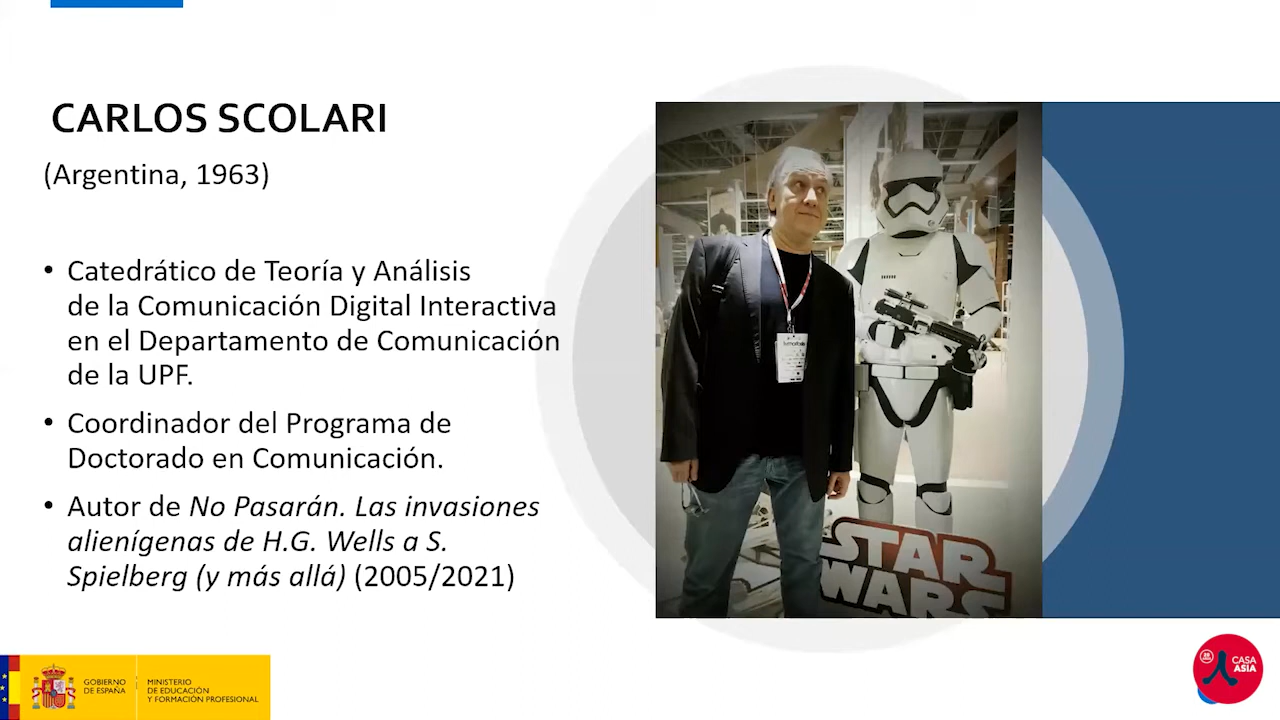 CARLOS SCOLARI
(Argentina, 1963)
• Catedrático de Teoría y Análisis
de la Comunicación Digital Interactiva
en el Departamento de Comunicación
de la UPF.
• Coordinador del Programa de
Doctorado en Comunicación.
• Autor de No Pasarán. Las invasiones
alienígenas de H.G. Wells a S.
Spielberg (y más allá) (2005/2021)
STAR
WARS
GOBIERNO
DE ESPAÑA
MINISTERIO
DE EDUCACIÓN
Y FORMACIÓN PROFESIONAL
CASA
ASIA